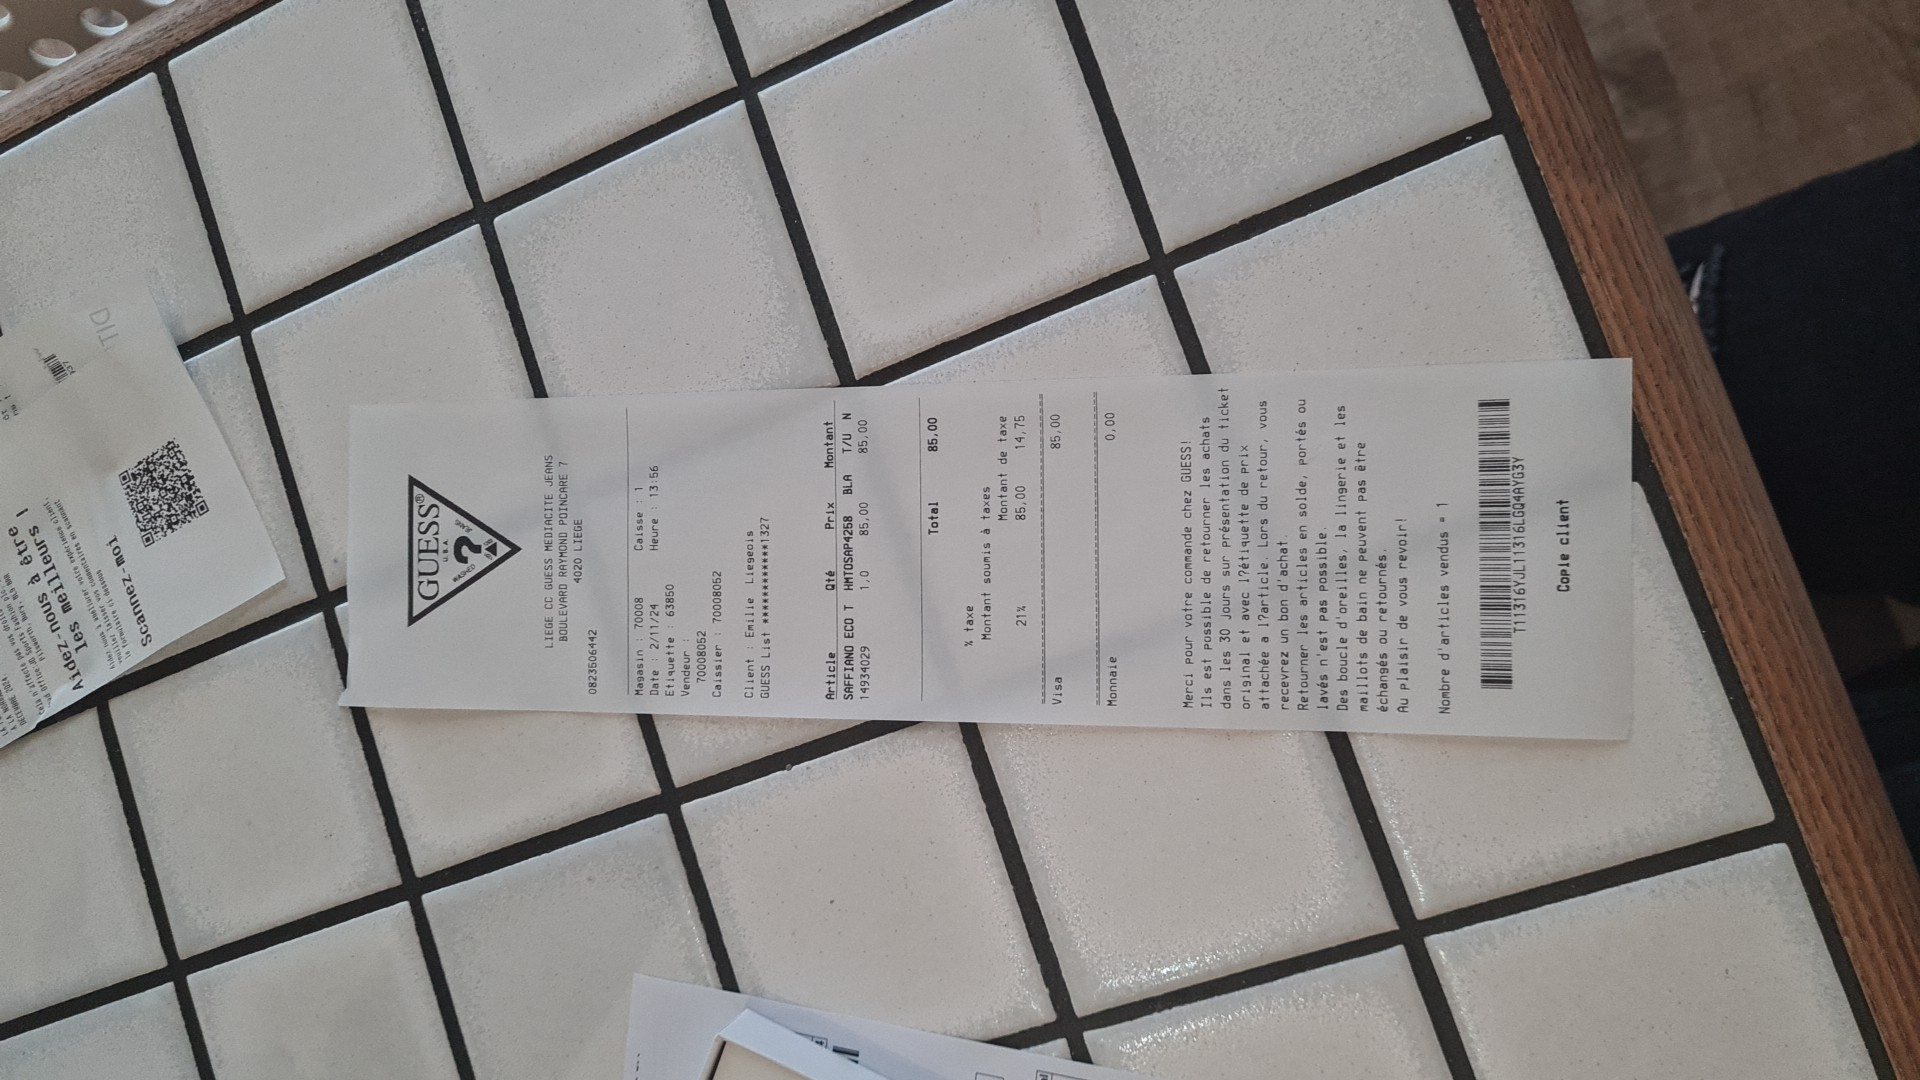 GUESS®
U.S.A.
WASHED ? JEANS
LIEGE CC GUESS MEDIACITE JEANS
BOULEVARD RAYMOND POINCARE 7
4020 LIEGE
0823506442
Magasin : 70008 Caisse : 1
Date : 2/11/24 Heure : 13:56
Etiquette : 63850
Vendeur :
70008052
Caissier : 70008052
Client : Emilie Liegeois
GUESS List ************1327
Article Qté Prix Montant
SAFFIANO ECO T HMTOSAP4258 BLA T/U N
14934029 1,0 85,00 85,00
Total 85,00
% taxe
Montant soumis à taxes
Montant de taxe
21% 85,00 14,75
Visa 85,00
Monnaie 0,00
Merci pour votre commande chez GUESS!
Ils est possible de retourner les achats
dans les 30 jours sur présentation du ticket
original et avec l?étiquette de prix
attachée a l?article. Lors du retour, vous
recevrez un bon d'achat.
Retourner les articles en solde, portés ou
lavés n'est pas possible.
Des boucle d'oreilles, la lingerie et les
maillots de bain ne peuvent pas être
échangés ou retournés.
Au plaisir de vous revoir!
Nombre d'articles vendus = 1
T11316YJL11316LGQ4AYG3Y
Copie client
Aidez-nous à être
les meilleurs !
Scannez-moi